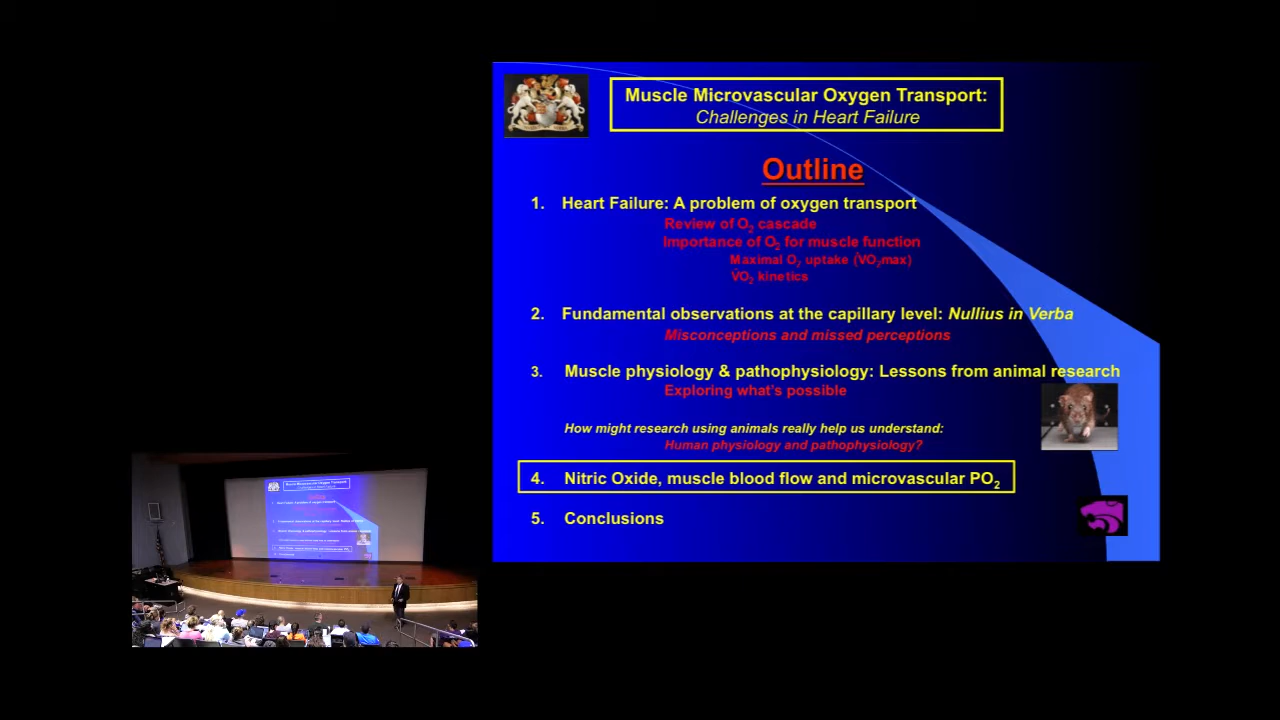 Muscle Microvascular Oxygen Transport:
Challenges in Heart Failure
Outline
1. Heart Failure: A problem of oxygen transport
Review of O₂ cascade
Importance of O₂ for muscle function
Maximal O₂ uptake (V̇O₂max)
V̇O₂ kinetics
2. Fundamental observations at the capillary level: Nullius in Verba
Misconceptions and missed perceptions
3. Muscle physiology & pathophysiology: Lessons from animal research
Exploring what's possible
How might research using animals really help us understand:
Human physiology and pathophysiology?
4. Nitric Oxide, muscle blood flow and microvascular PO₂
5. Conclusions